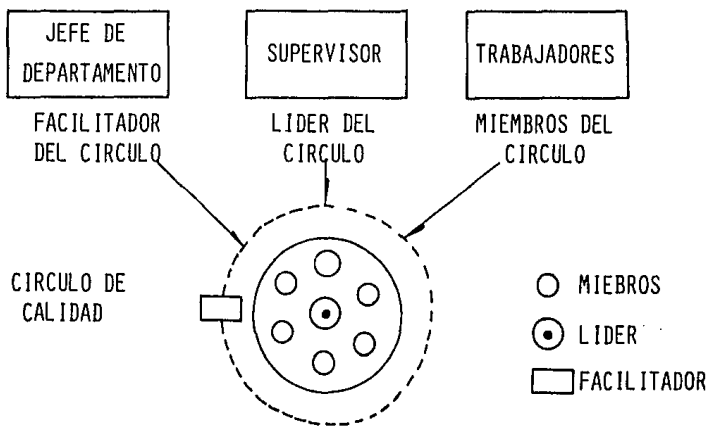 JEFE DE
DEPARTAMENTO
SUPERVISOR
TRABAJADORES
FACILITADOR
DEL CIRCULO
LIDER DEL
CIRCULO
MIEMBROS DEL
CIRCULO
CIRCULO DE
CALIDAD
MIEBROS
LIDER
FACILITADOR